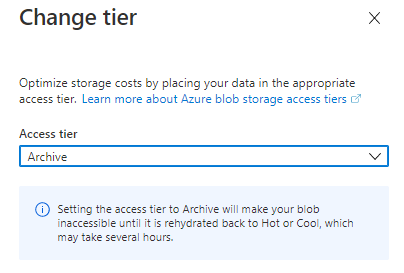 Change tier
Optimize storage costs by placing your data in the appropriate
access tier. Learn more about Azure blob storage access tiers
Access tier
Archive
Setting the access tier to Archive will make your blob
inaccessible until it is rehydrated back to Hot or Cool, which
may take several hours.